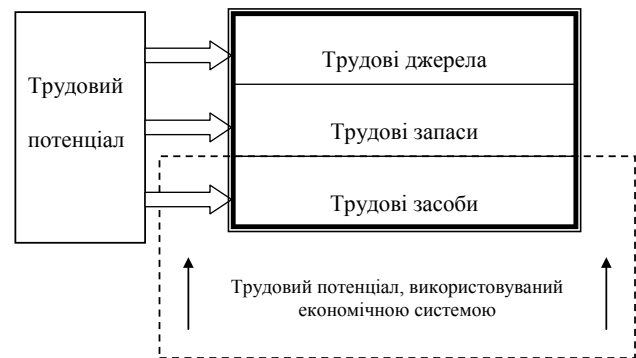 Трудовий
потенціал
Трудові джерела
Трудові запаси
Трудові засоби
Трудовий потенціал, використовуваний
економічною системою